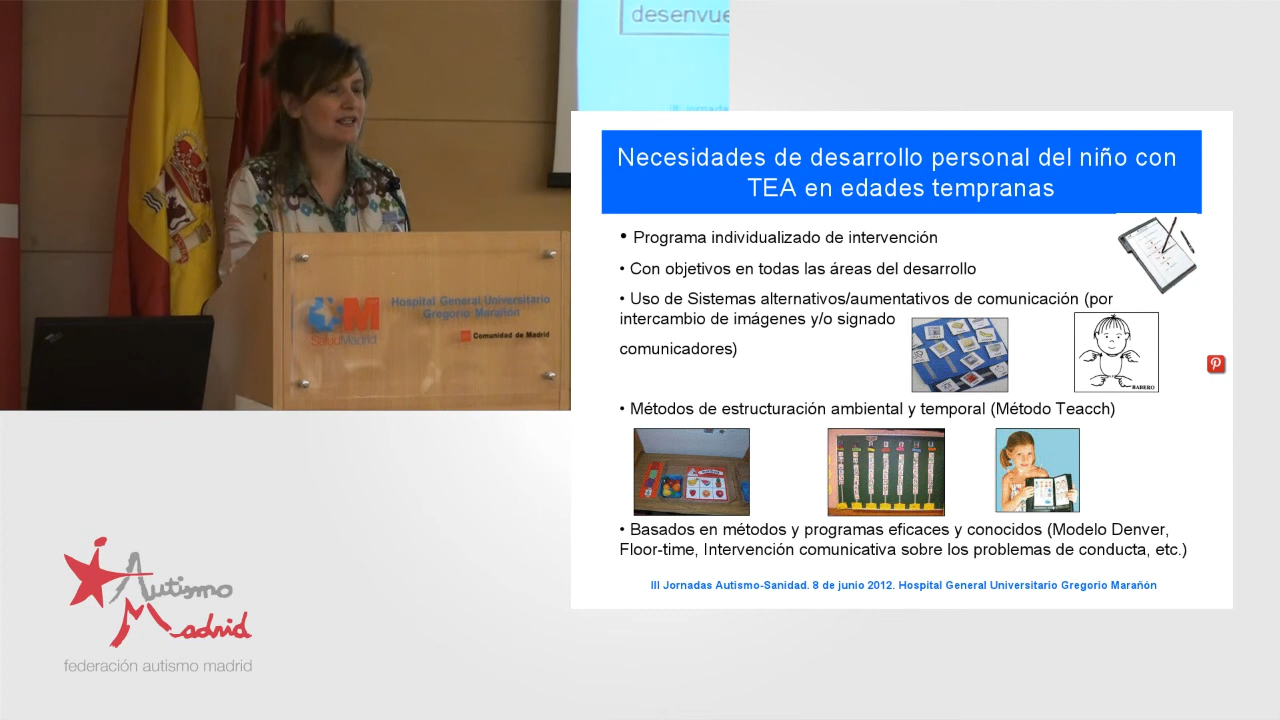 desenvue
II jornada
Hospital General Universitario
Gregorio Marañón
SaludMadrid
Comunidad de Madrid
Necesidades de desarrollo personal del niño con
TEA en edades tempranas
• Programa individualizado de intervención
• Con objetivos en todas las áreas del desarrollo
• Uso de Sistemas alternativos/aumentativos de comunicación (por
intercambio de imágenes y/o signado
comunicadores)
BABERO
• Métodos de estructuración ambiental y temporal (Método Teacch)
• Basados en métodos y programas eficaces y conocidos (Modelo Denver,
Floor-time, Intervención comunicativa sobre los problemas de conducta, etc.)
III Jornadas Autismo-Sanidad. 8 de junio 2012. Hospital General Universitario Gregorio Marañón
Autismo
Madrid
federación autismo madrid